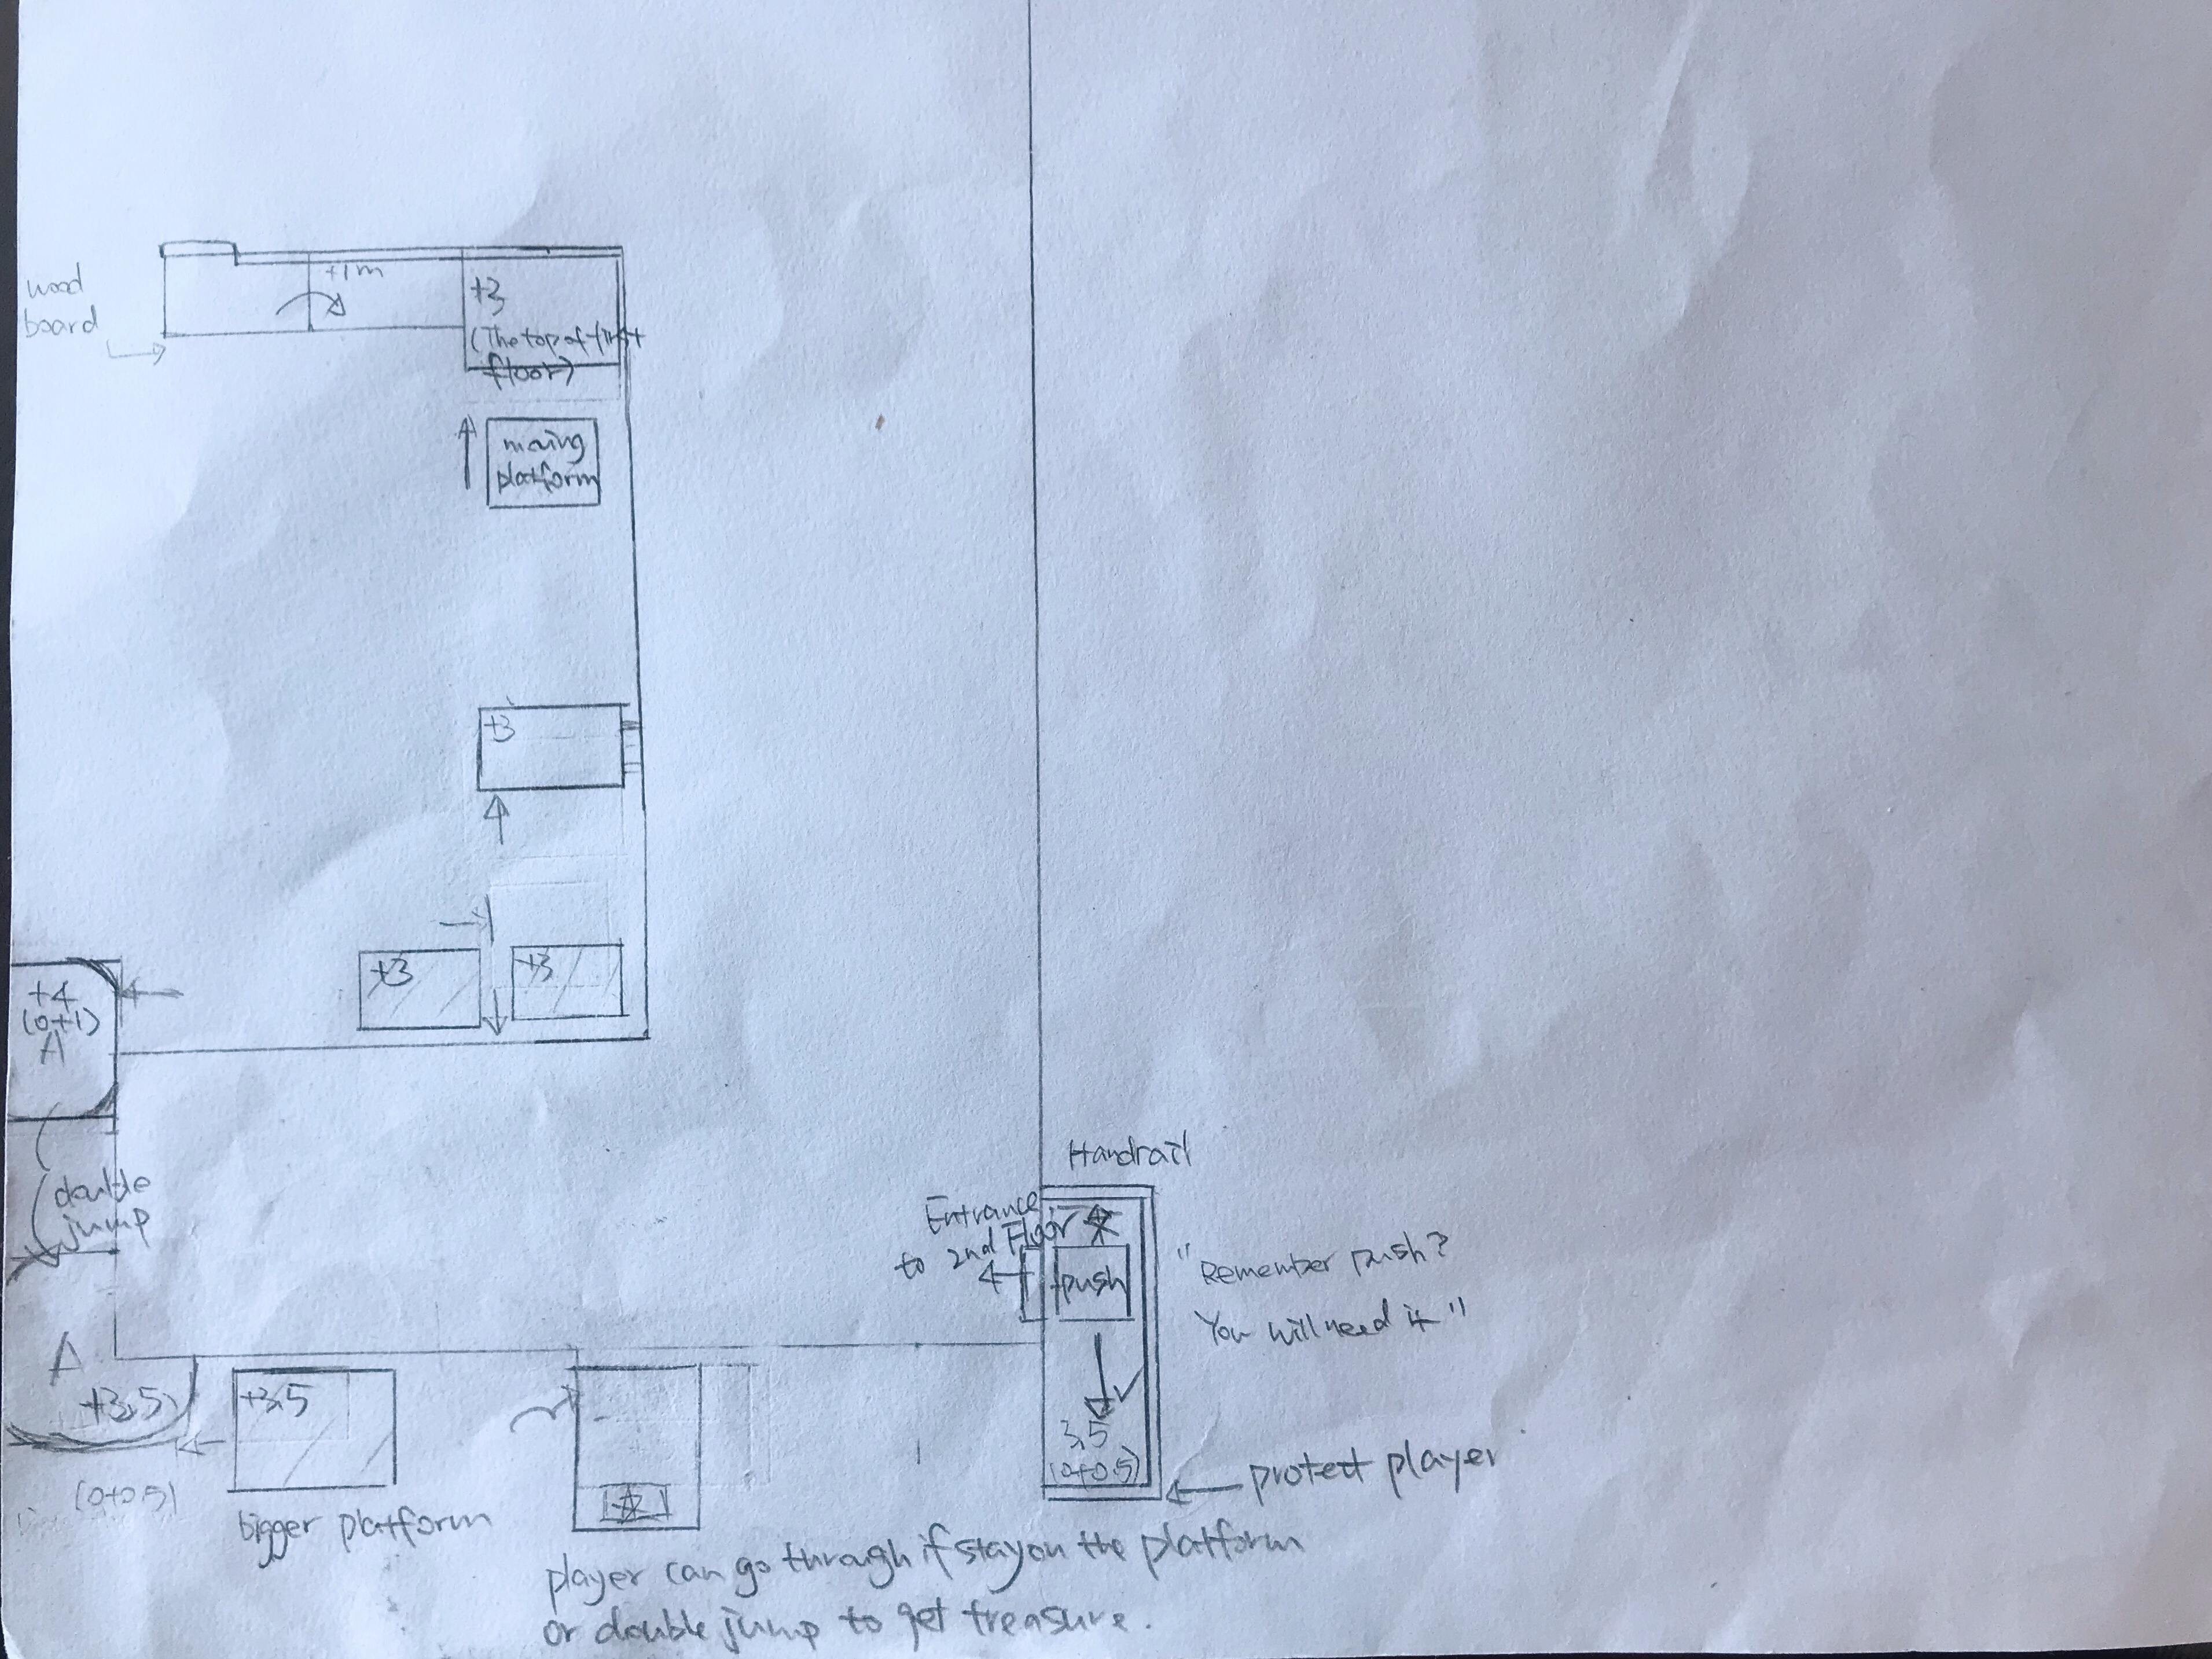 wood
board
+1m
+3
(The top of first
floor)
moving
platform
+3
+3
+3
+4
(0+1)
A
double
jump
Handrail
Entrance
to 2nd Floor
push
"Remember push?
You will need it"
A
+3,5
(0+0.5)
+3,5
bigger platform
3,5
(0+0.5)
protect player
player can go through if stay on the platform
or double jump to get treasure.